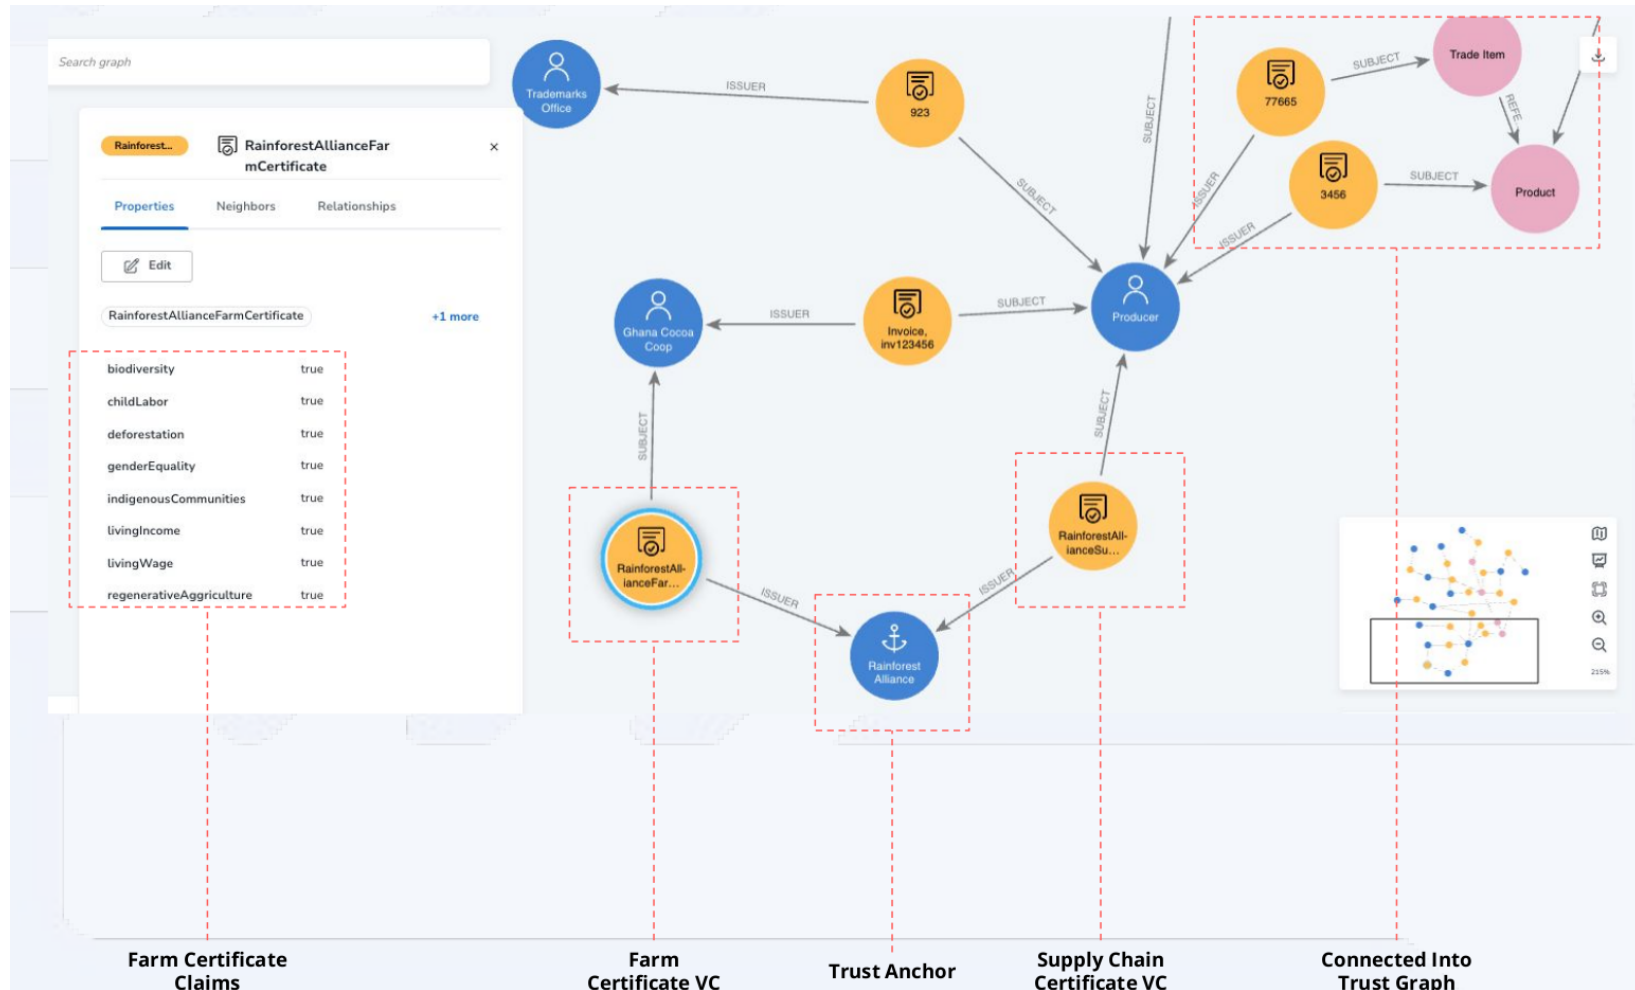 Search graph
Rainforest...
RainforestAllianceFar
mCertificate
×
Properties
Neighbors
Relationships
Edit
RainforestAllianceFarmCertificate
+1 more
biodiversity true
childLabor true
deforestation true
genderEquality true
indigenousCommunities true
livingIncome true
livingWage true
regenerativeAggriculture true
Trademarks
Office
ISSUER
923
SUBJECT
SUBJECT
77665
SUBJECT
Trade Item
REFE...
ISSUER
3456
SUBJECT
Product
ISSUER
Ghana Cocoa
Coop
ISSUER
Invoice,
inv123456
SUBJECT
Producer
SUBJECT
SUBJECT
RainforestAll-
ianceFar...
ISSUER
RainforestAll-
ianceSu...
ISSUER
Rainforest
Alliance
215%
Farm Certificate
Claims
Farm
Certificate VC
Trust Anchor
Supply Chain
Certificate VC
Connected Into
Trust Graph